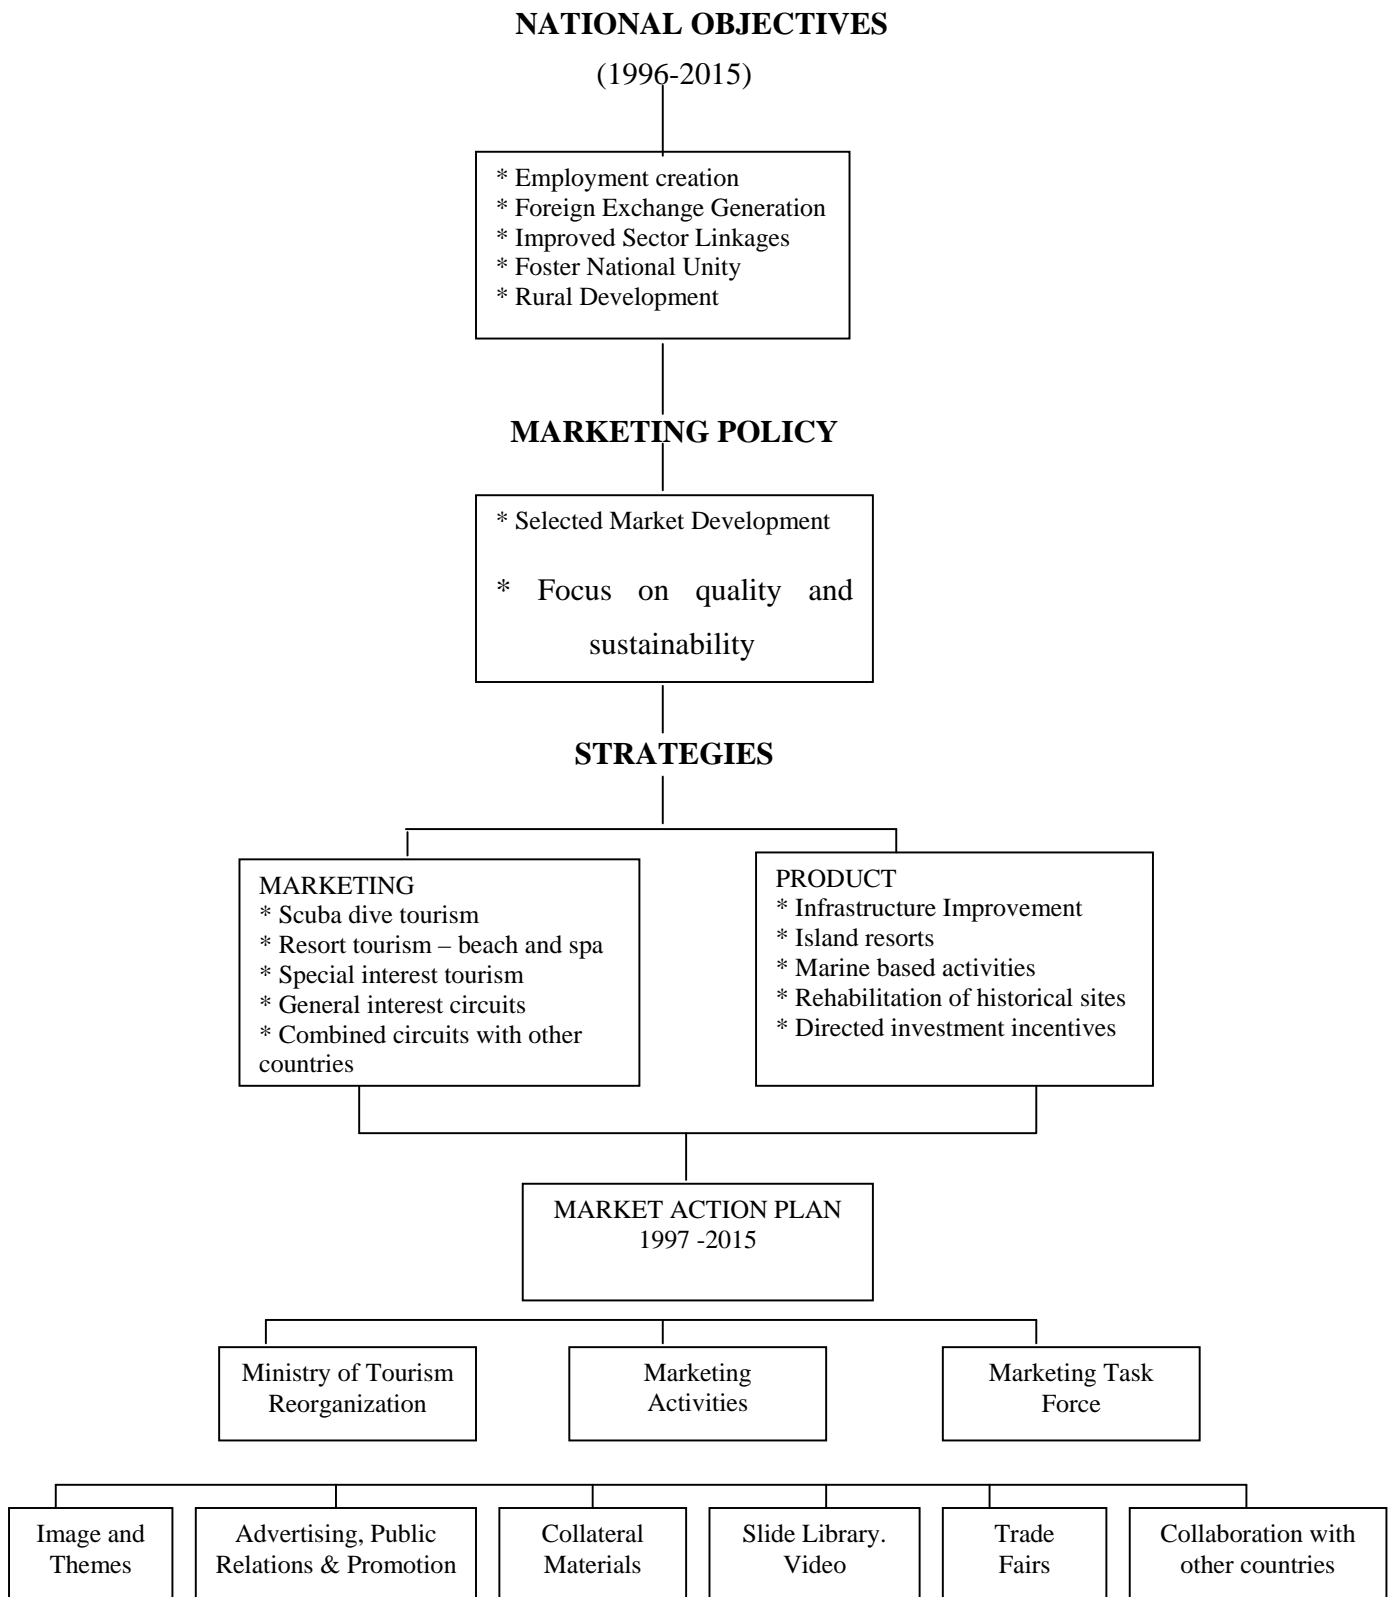 NATIONAL OBJECTIVES
(1996-2015)
* Employment creation
* Foreign Exchange Generation
* Improved Sector Linkages
* Foster National Unity
* Rural Development
MARKETING POLICY
* Selected Market Development
* Focus on quality and
sustainability
STRATEGIES
MARKETING
* Scuba dive tourism
* Resort tourism – beach and spa
* Special interest tourism
* General interest circuits
* Combined circuits with other
countries
PRODUCT
* Infrastructure Improvement
* Island resorts
* Marine based activities
* Rehabilitation of historical sites
* Directed investment incentives
MARKET ACTION PLAN
1997 -2015
Ministry of Tourism
Reorganization
Marketing
Activities
Marketing Task
Force
Image and
Themes
Advertising, Public
Relations & Promotion
Collateral
Materials
Slide Library.
Video
Trade
Fairs
Collaboration with
other countries